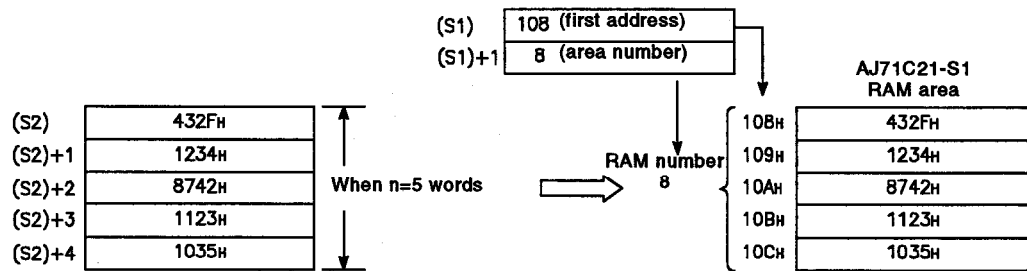 (S1) 108 (first address)
(S1)+1 8 (area number)
AJ71C21-S1
RAM area
(S2) 432FH
(S2)+1 1234H
(S2)+2 8742H
(S2)+3 1123H
(S2)+4 1035H
When n=5 words
RAM number
8
108H 432FH
109H 1234H
10AH 8742H
10BH 1123H
10CH 1035H